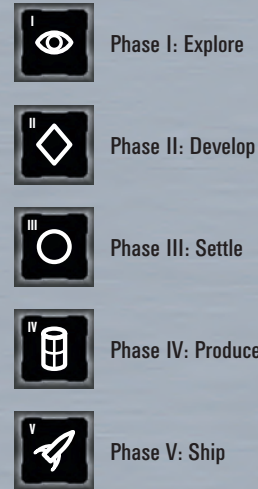 I
Phase I: Explore
II
Phase II: Develop
III
Phase III: Settle
IV
Phase IV: Produce
V
Phase V: Ship